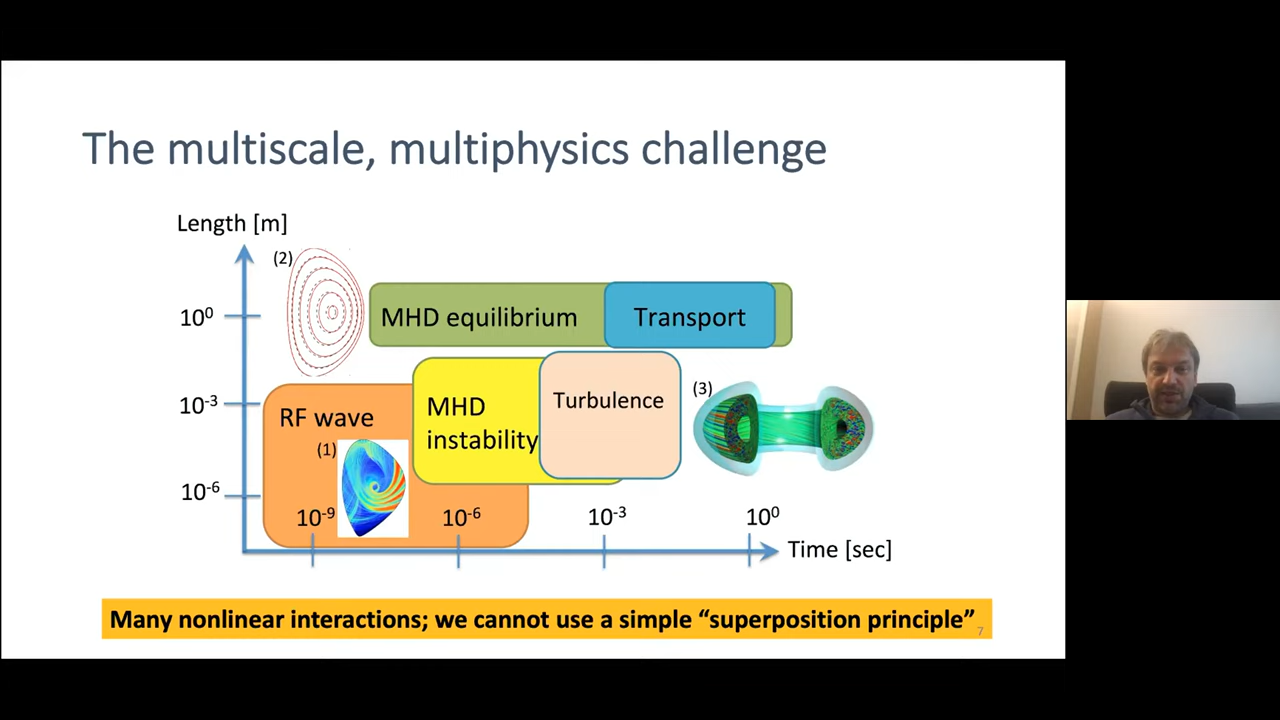 The multiscale, multiphysics challenge
Length [m]
(2)
10⁰
MHD equilibrium
Transport
10⁻³
RF wave
(1)
MHD
instability
Turbulence
(3)
10⁻⁶
10⁻⁹
10⁻⁶
10⁻³
10⁰
Time [sec]
Many nonlinear interactions; we cannot use a simple “superposition principle”
7